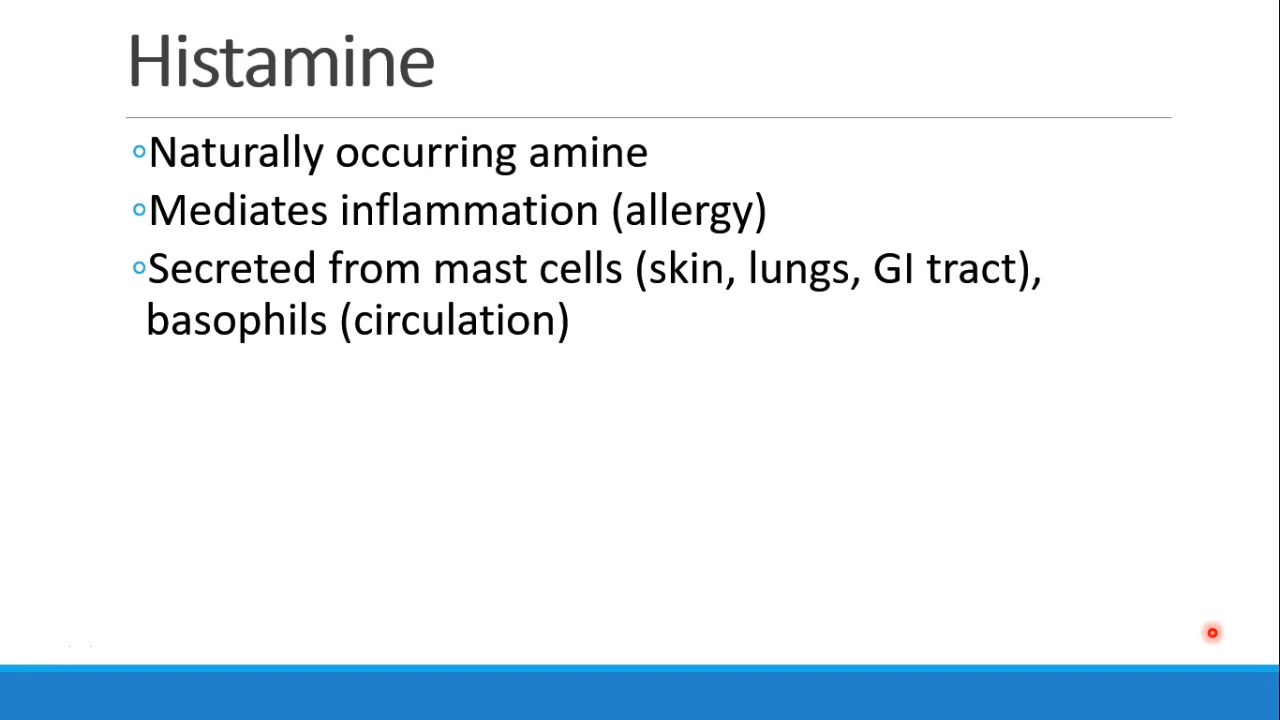 Histamine
◦Naturally occurring amine
◦Mediates inflammation (allergy)
◦Secreted from mast cells (skin, lungs, GI tract),
basophils (circulation)